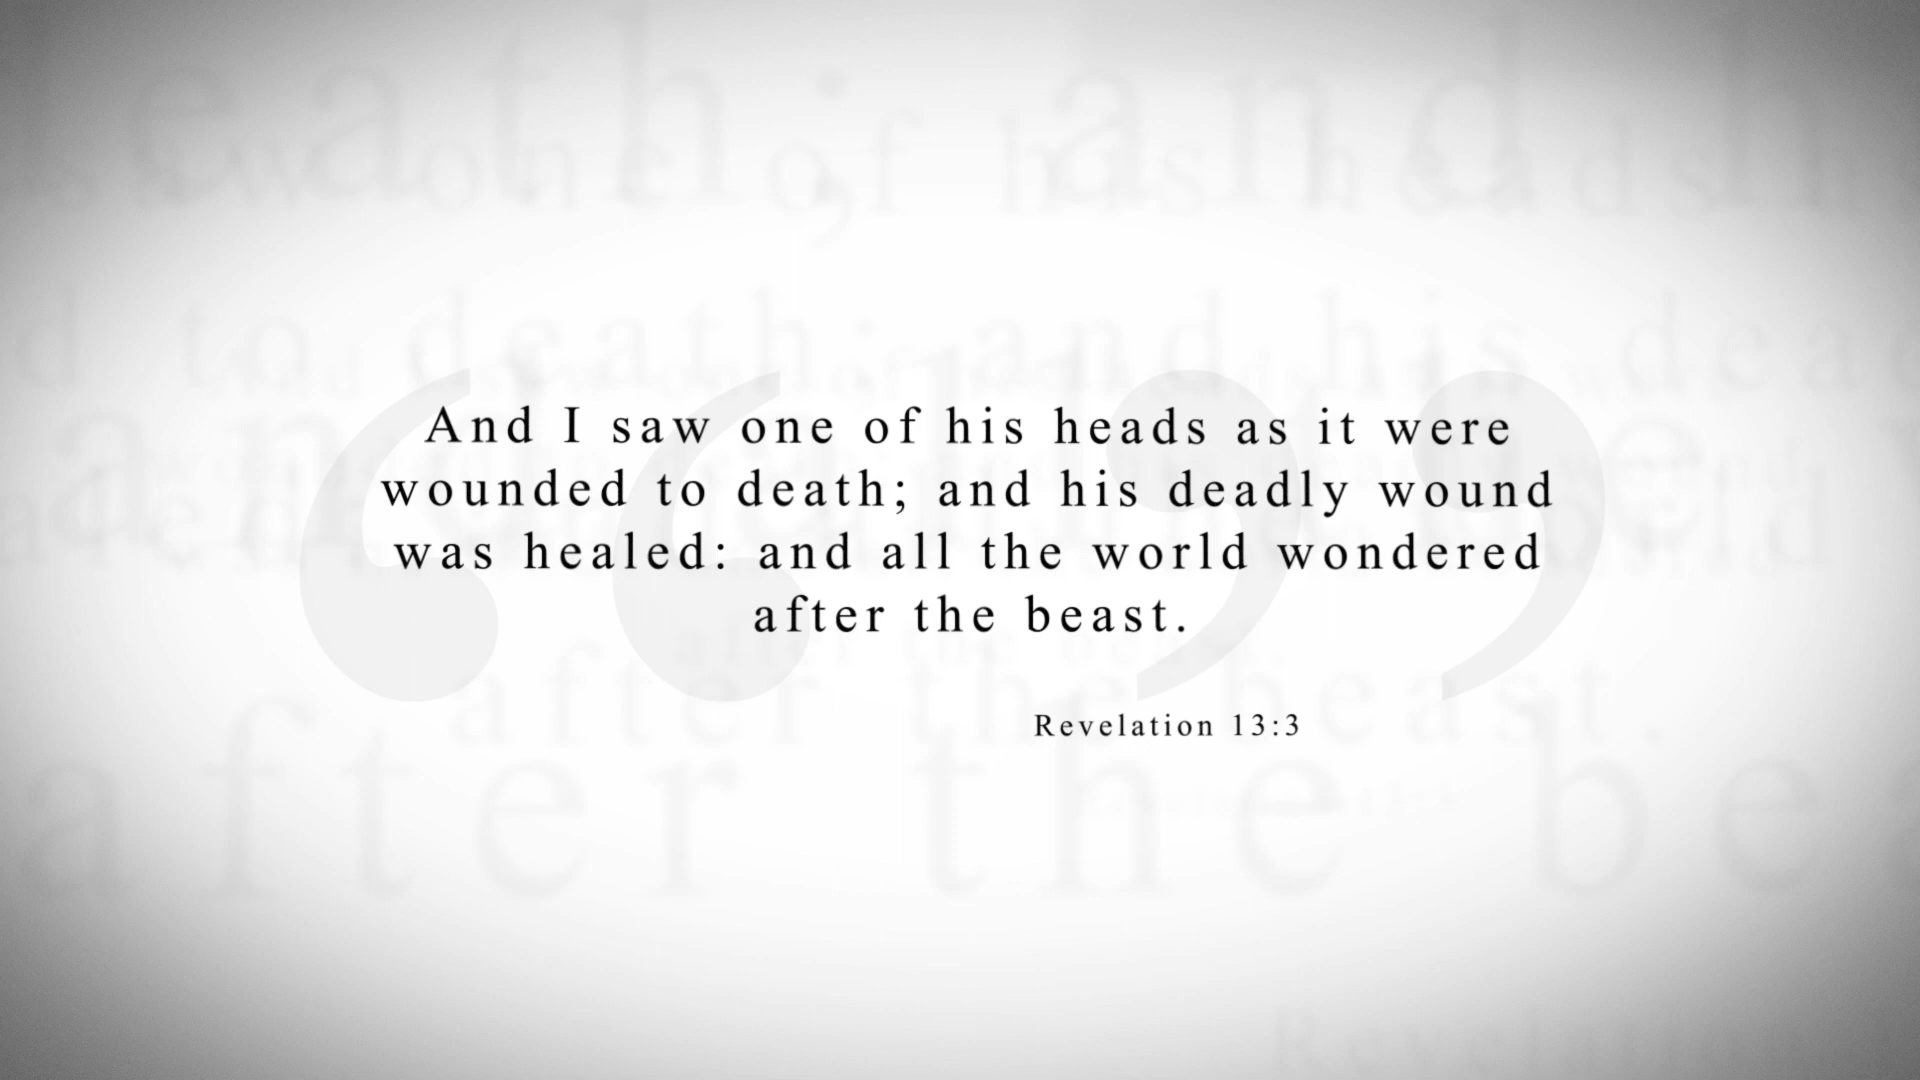 And I saw one of his heads as it were
wounded to death; and his deadly wound
was healed: and all the world wondered
after the beast.
Revelation 13:3